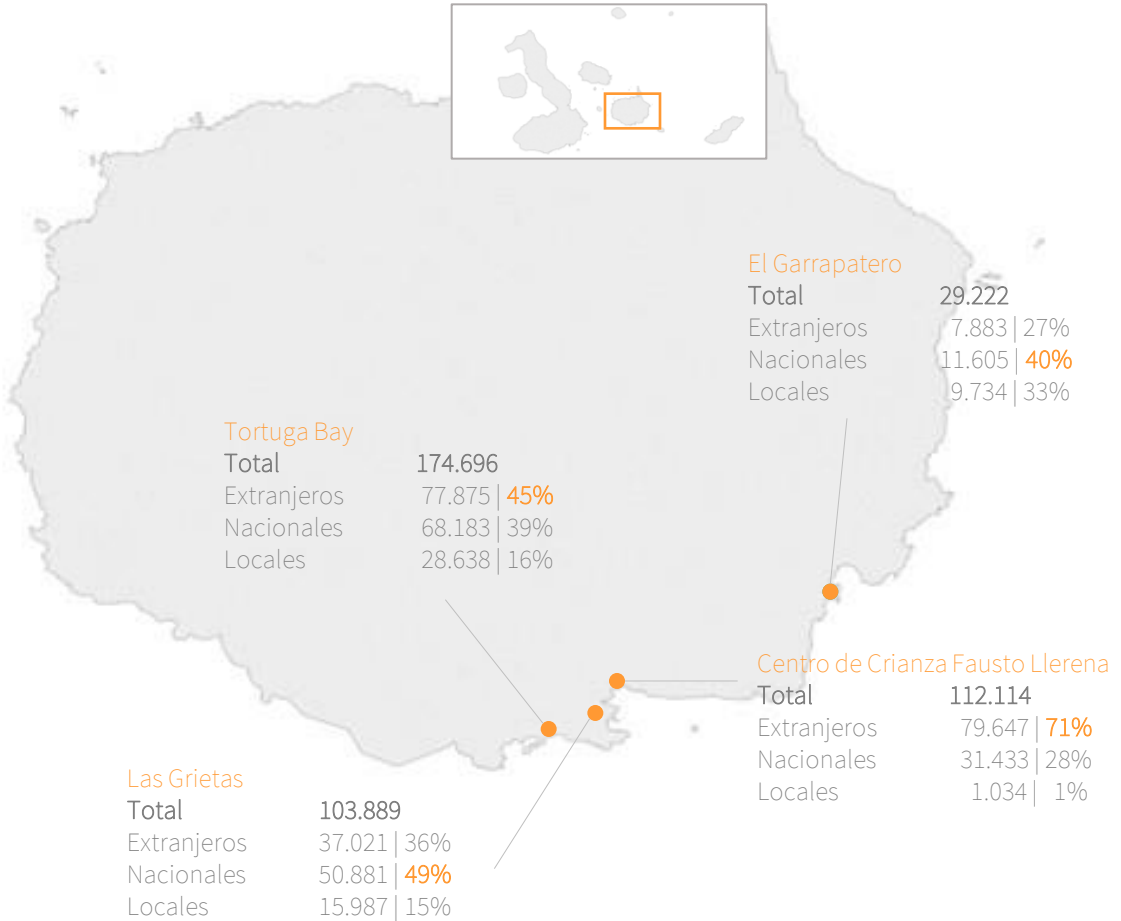 El Garrapatero
Total 29.222
Extranjeros 7.883 | 27%
Nacionales 11.605 | 40%
Locales 9.734 | 33%
Tortuga Bay
Total 174.696
Extranjeros 77.875 | 45%
Nacionales 68.183 | 39%
Locales 28.638 | 16%
Centro de Crianza Fausto Llerena
Total 112.114
Extranjeros 79.647 | 71%
Nacionales 31.433 | 28%
Locales 1.034 | 1%
Las Grietas
Total 103.889
Extranjeros 37.021 | 36%
Nacionales 50.881 | 49%
Locales 15.987 | 15%